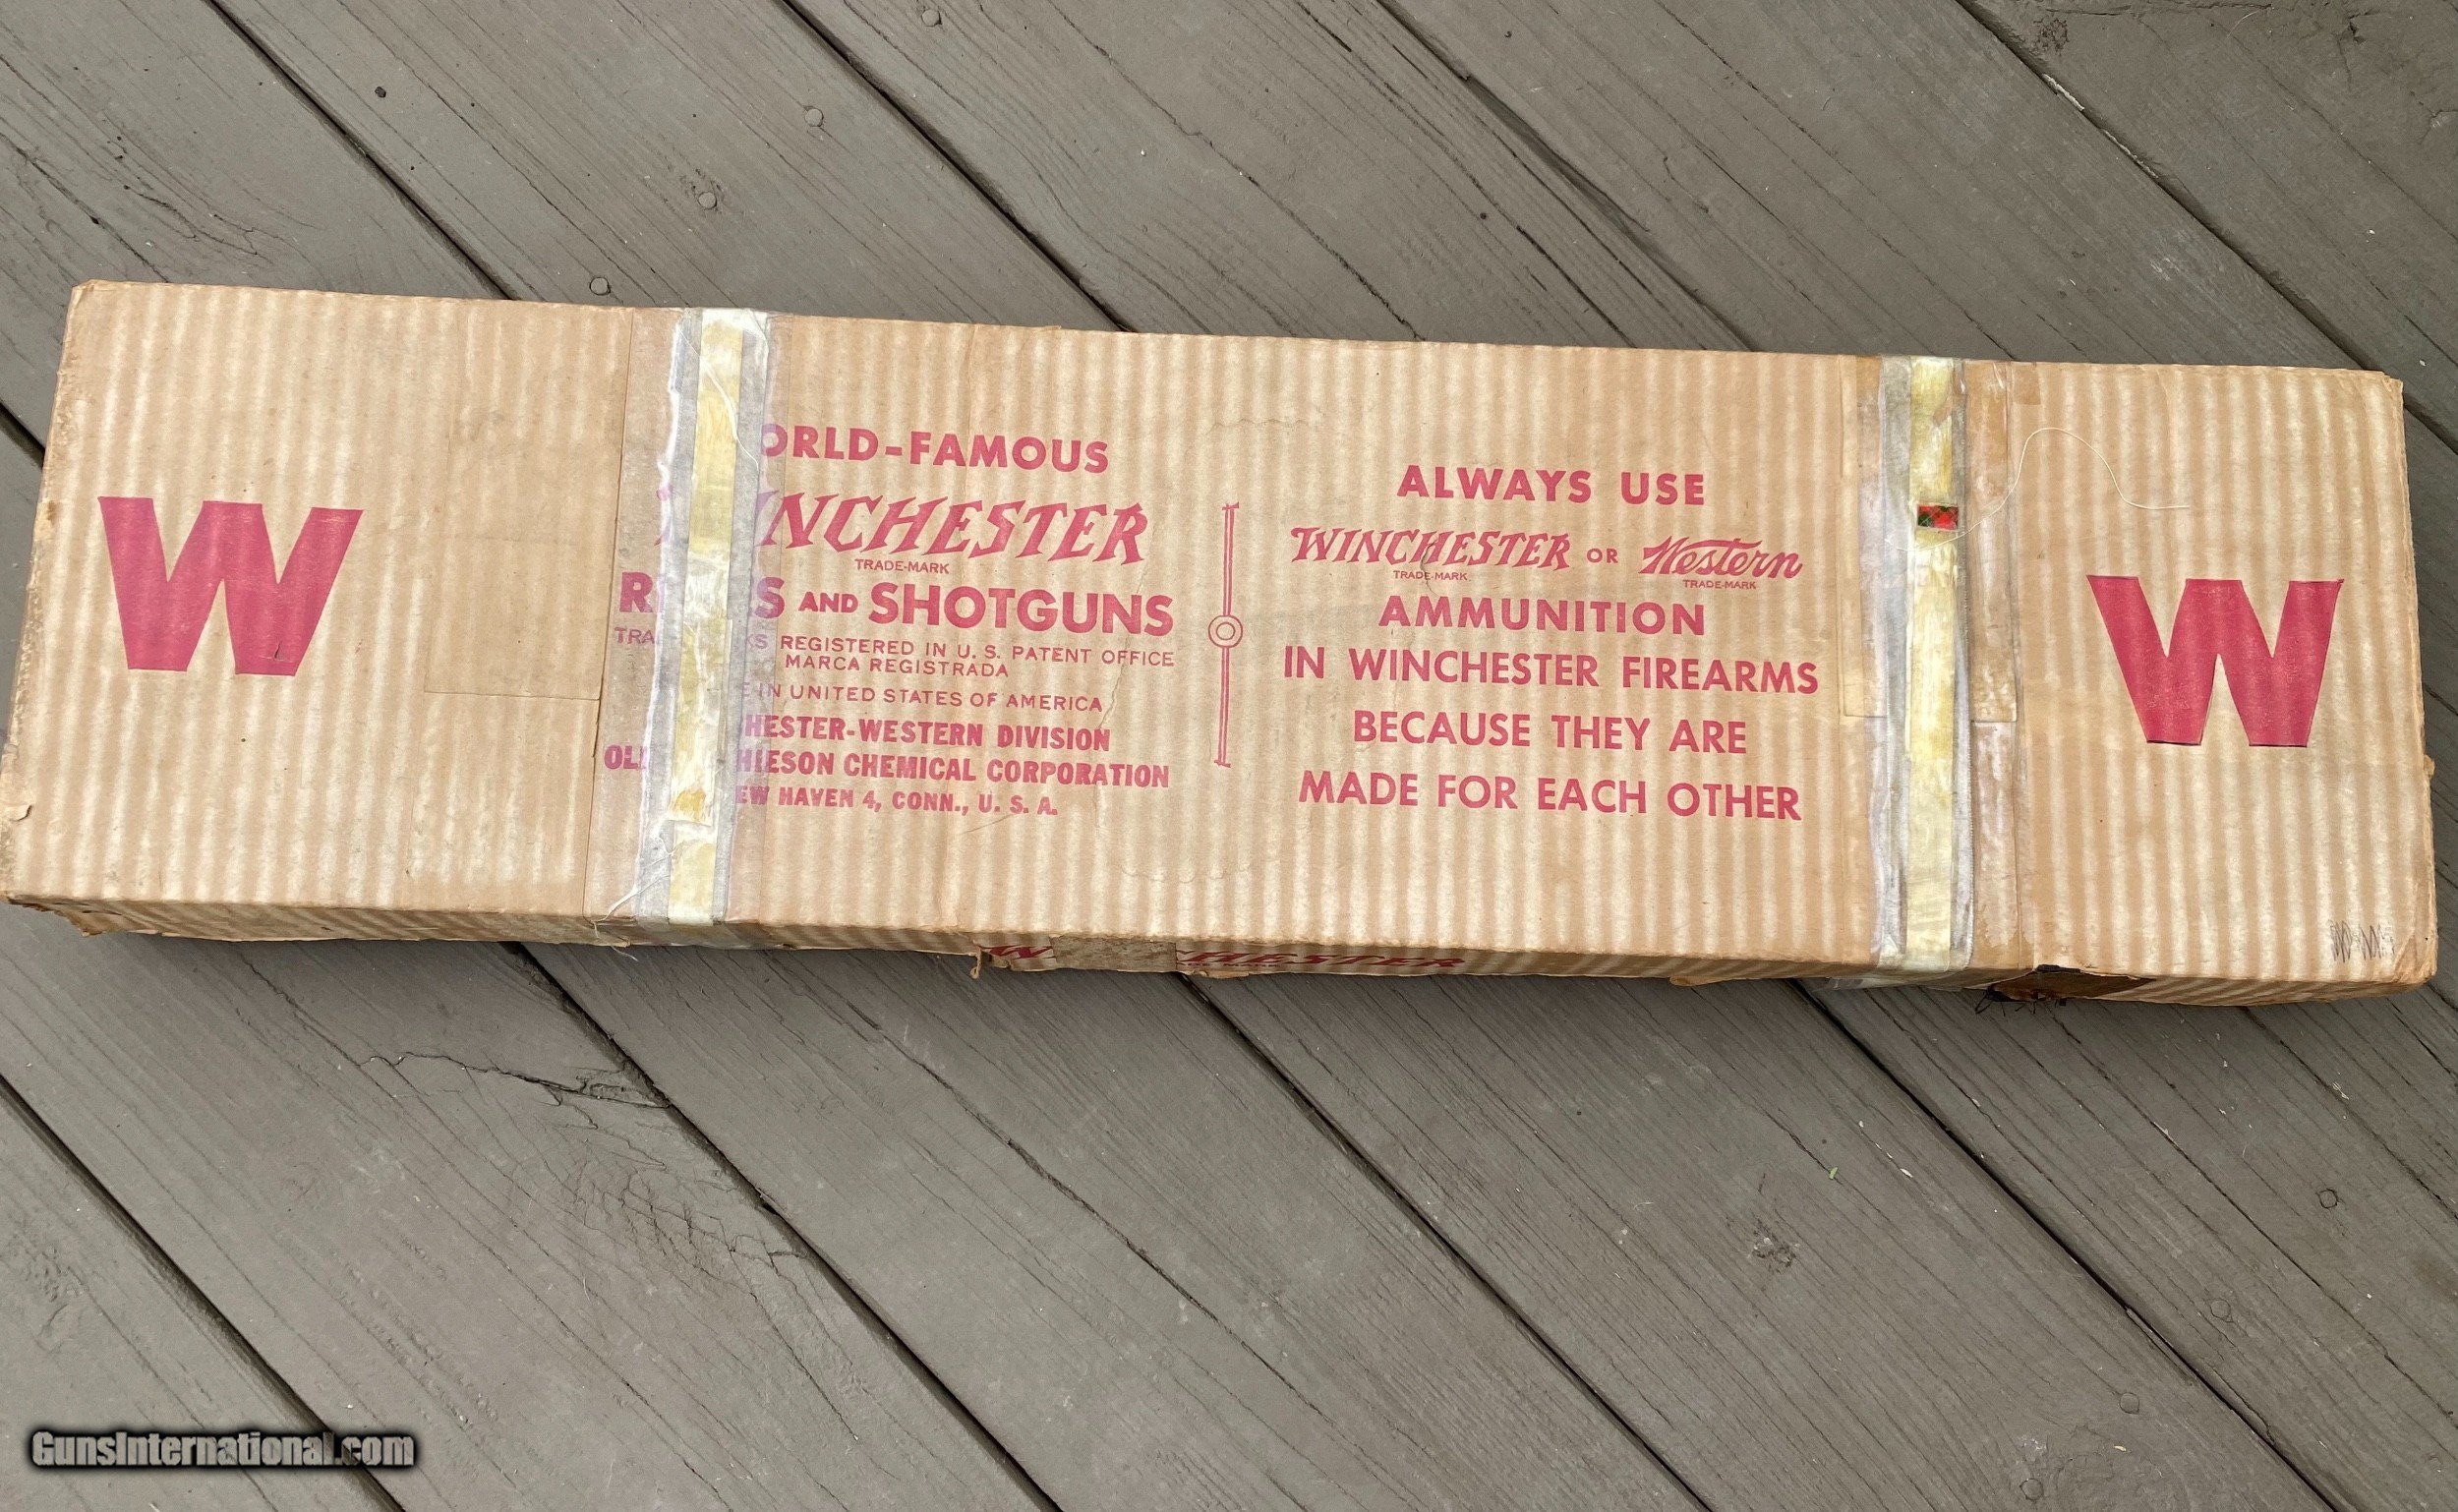 W
ORLD-FAMOUS
WINCHESTER
TRADE-MARK
AND SHOTGUNS
REGISTERED IN U. S. PATENT OFFICE
MARCA REGISTRADA
IN UNITED STATES OF AMERICA
HESTER-WESTERN DIVISION
HIESON CHEMICAL CORPORATION
EW HAVEN 4, CONN., U. S. A.
ALWAYS USE
WINCHESTER OR Western
TRADE-MARK TRADE-MARK
AMMUNITION
IN WINCHESTER FIREARMS
BECAUSE THEY ARE
MADE FOR EACH OTHER
W
W CHESTER
GunsInternational.com